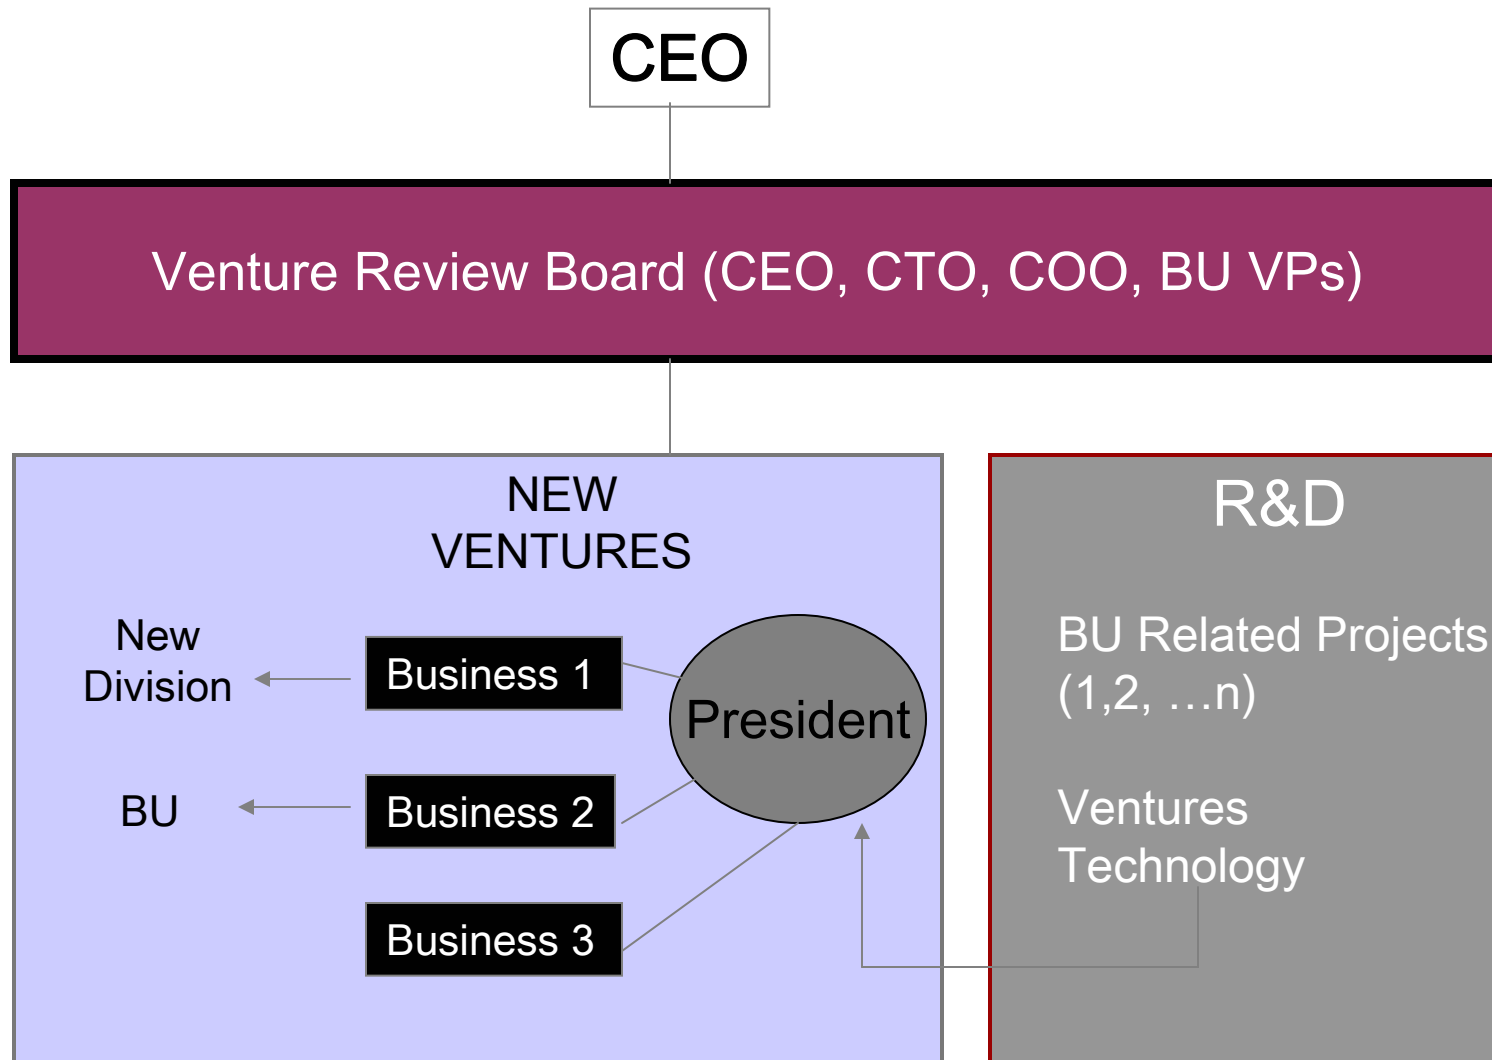 CEO
Venture Review Board (CEO, CTO, COO, BU VPs)
NEW
VENTURES
New
Division
Business 1
President
BU
Business 2
Business 3
R&D
BU Related Projects
(1,2, …n)
Ventures
Technology